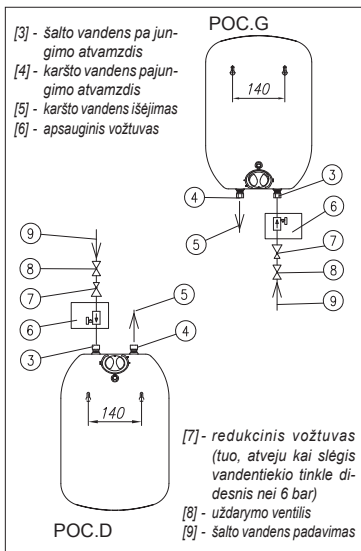 POC.G
[3] - šalto vandens pa jun-
gimo atvamzdis
[4] - karšto vandens pajun-
gimo atvamzdis
[5] - karšto vandens išėjimas
[6] - apsauginis vožtuvas
140
4
3
5
6
7
8
9
9
8
7
6
3
5
4
140
POC.D
[7] - redukcinis vožtuvas
(tuo, atveju kai slėgis
vandentiekio tinkle di-
desnis nei 6 bar)
[8] - uždarymo ventilis
[9] - šalto vandens padavimas